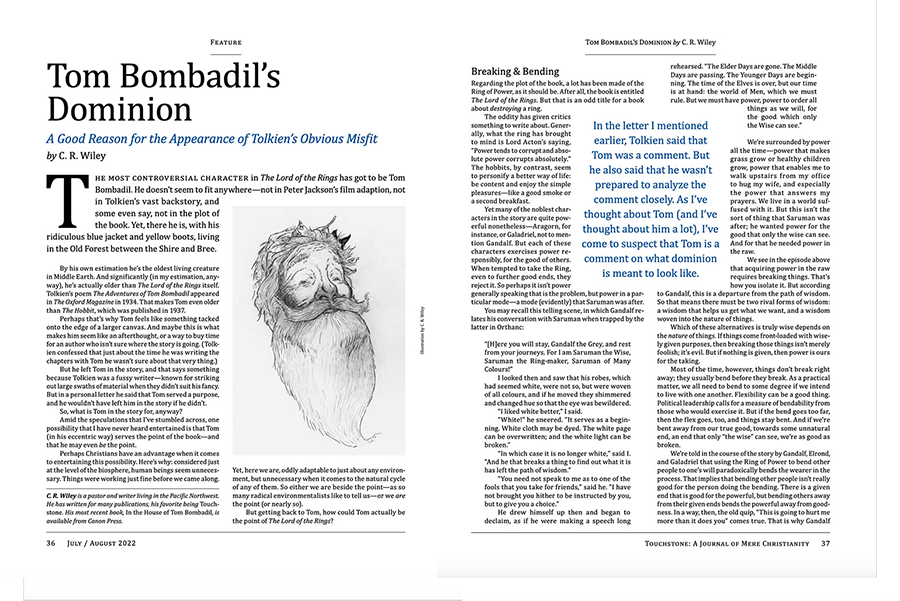 Feature
Tom Bombadil's
Dominion
A Good Reason for the Appearance of Tolkien's Obvious Misfit
by C. R. Wiley
The most controversial character in The Lord of the Rings has got to be Tom
Bombadil. He doesn't seem to fit anywhere—not in Peter Jackson's film adaption, not
in Tolkien's vast backstory, and
some even say, not in the plot of
the book. Yet, there he is, with his
ridiculous blue jacket and yellow boots, living
in the Old Forest between the Shire and Bree.
By his own estimation he's the oldest living creature
in Middle Earth. And significantly (in my estimation, any-
way), he's actually older than The Lord of the Rings itself.
Tolkien's poem The Adventures of Tom Bombadil appeared
in The Oxford Magazine in 1934. That makes Tom even older
than The Hobbit, which was published in 1937.
Perhaps that's why Tom feels like something tacked
onto the edge of a larger canvas. And maybe this is what
makes him seem like an afterthought, or a way to buy time
for an author who isn't sure where the story is going. (Tolk-
ien confessed that just about the time he was writing the
chapters with Tom he wasn't sure about that very thing.)
But he left Tom in the story, and that says something
because Tolkien was a fussy writer—known for striking
out large swaths of material when they didn't suit his fancy.
But in a personal letter he said that Tom served a purpose,
and he wouldn't have left him in the story if he didn't.
So, what is Tom in the story for, anyway?
Amid the speculations that I've stumbled across, one
possibility that I have never heard entertained is that Tom
(in his eccentric way) serves the point of the book—and
that he may even be the point.
Perhaps Christians have an advantage when it comes
to entertaining this possibility. Here's why: considered just
at the level of the biosphere, human beings seem unneces-
sary. Things were working just fine before we came along.
C. R. Wiley is a pastor and writer living in the Pacific Northwest.
He has written for many publications, his favorite being Touch-
stone. His most recent book, In the House of Tom Bombadil, is
available from Canon Press.
Illustration by C. R. Wiley
Yet, here we are, oddly adaptable to just about any environ-
ment, but unnecessary when it comes to the natural cycle
of any of them. So either we are beside the point—as so
many radical environmentalists like to tell us—or we are
the point (or nearly so).
But getting back to Tom, how could Tom actually be
the point of The Lord of the Rings?
36 July / August 2022
Tom Bombadil's Dominion by C. R. Wiley
Breaking & Bending
Regarding the plot of the book, a lot has been made of the
Ring of Power, as it should be. After all, the book is entitled
The Lord of the Rings. But that is an odd title for a book
about destroying a ring.
The oddity has given critics
something to write about. Gener-
ally, what the ring has brought
to mind is Lord Acton's saying,
"Power tends to corrupt and abso-
lute power corrupts absolutely."
The hobbits, by contrast, seem
to personify a better way of life:
be content and enjoy the simple
pleasures—like a good smoke or
a second breakfast.
Yet many of the noblest char-
acters in the story are quite pow-
erful nonetheless—Aragorn, for
instance, or Galadriel, not to men-
tion Gandalf. But each of these
characters exercises power re-
sponsibly, for the good of others.
When tempted to take the Ring,
even to further good ends, they
reject it. So perhaps it isn't power
generally speaking that is the problem, but power in a par-
ticular mode—a mode (evidently) that Saruman was after.
You may recall this telling scene, in which Gandalf re-
lates his conversation with Saruman when trapped by the
latter in Orthanc:
"[H]ere you will stay, Gandalf the Grey, and rest
from your journeys. For I am Saruman the Wise,
Saruman the Ring-maker, Saruman of Many
Colours!"
I looked then and saw that his robes, which
had seemed white, were not so, but were woven
of all colours, and if he moved they shimmered
and changed hue so that the eye was bewildered.
"I liked white better," I said.
"White!" he sneered. "It serves as a begin-
ning. White cloth may be dyed. The white page
can be overwritten; and the white light can be
broken."
"In which case it is no longer white," said I.
"And he that breaks a thing to find out what it is
has left the path of wisdom."
"You need not speak to me as to one of the
fools that you take for friends," said he. "I have
not brought you hither to be instructed by you,
but to give you a choice."
He drew himself up then and began to
declaim, as if he were making a speech long
In the letter I mentioned
earlier, Tolkien said that
Tom was a comment. But
he also said that he wasn't
prepared to analyze the
comment closely. As I've
thought about Tom (and I've
thought about him a lot), I've
come to suspect that Tom is a
comment on what dominion
is meant to look like.
rehearsed. "The Elder Days are gone. The Middle
Days are passing. The Younger Days are begin-
ning. The time of the Elves is over, but our time
is at hand: the world of Men, which we must
rule. But we must have power, power to order all
things as we will, for
the good which only
the Wise can see."
We're surrounded by power
all the time—power that makes
grass grow or healthy children
grow, power that enables me to
walk upstairs from my office
to hug my wife, and especially
the power that answers my
prayers. We live in a world suf-
fused with it. But this isn't the
sort of thing that Saruman was
after; he wanted power for the
good that only the wise can see.
And for that he needed power in
the raw.
We see in the episode above
that acquiring power in the raw
requires breaking things. That's
how you isolate it. But according
to Gandalf, this is a departure from the path of wisdom.
So that means there must be two rival forms of wisdom:
a wisdom that helps us get what we want, and a wisdom
woven into the nature of things.
Which of these alternatives is truly wise depends on
the nature of things. If things come front-loaded with wise-
ly given purposes, then breaking those things isn't merely
foolish; it's evil. But if nothing is given, then power is ours
for the taking.
Most of the time, however, things don't break right
away; they usually bend before they break. As a practical
matter, we all need to bend to some degree if we intend
to live with one another. Flexibility can be a good thing.
Political leadership calls for a measure of bendability from
those who would exercise it. But if the bend goes too far,
then the flex goes, too, and things stay bent. And if we're
bent away from our true good, towards some unnatural
end, an end that only "the wise" can see, we're as good as
broken.
We're told in the course of the story by Gandalf, Elrond,
and Galadriel that using the Ring of Power to bend other
people to one's will paradoxically bends the wearer in the
process. That implies that bending other people isn't really
good for the person doing the bending. There is a given
end that is good for the powerful, but bending others away
from their given ends bends the powerful away from good-
ness. In a way, then, the old quip, "This is going to hurt me
more than it does you" comes true. That is why Gandalf
Touchstone: A Journal of Mere Christianity 37